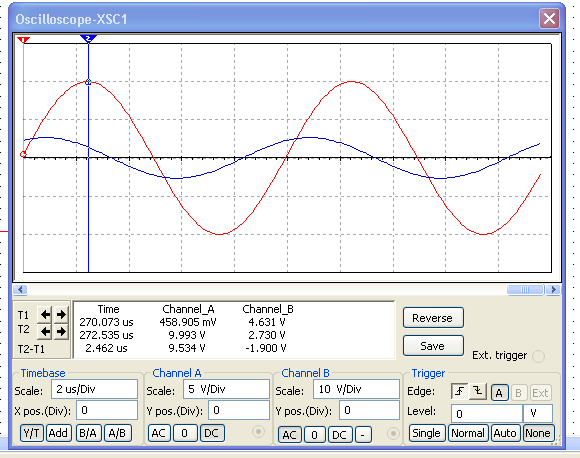 Oscilloscope-XSC1
1 2
Time Channel_A Channel_B
T1 270.073 us 458.905 mV 4.631 V
T2 272.535 us 9.993 V 2.730 V
T2-T1 2.462 us 9.534 V -1.900 V
Reverse
Save
Ext. trigger
Timebase
Scale: 2 us/Div
X pos.(Div): 0
Y/T Add B/A A/B
Channel A
Scale: 5 V/Div
Y pos.(Div): 0
AC 0 DC
Channel B
Scale: 10 V/Div
Y pos.(Div): 0
AC 0 DC -
Trigger
Edge: A B Ext
Level: 0 V
Single Normal Auto None